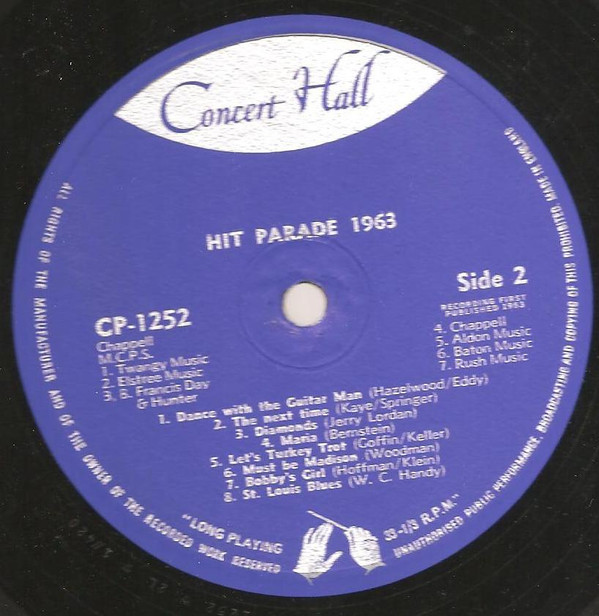 Concert Hall
HIT PARADE 1963
CP-1252
Chappell
M.C.P.S.
1. Twangy Music
2. Elstree Music
3. B. Francis Day
& Hunter
Side 2
RECORDING FIRST
PUBLISHED 1963
4. Chappell
5. Aldon Music
6. Baton Music
7. Rush Music
1. Dance with the Guitar Man (Hazelwood/Eddy)
2. The next time (Kaye/Springer)
3. Diamonds (Jerry Lordan)
4. Maria (Bernstein)
5. Let's Turkey Trot (Goffin/Keller)
6. Must be Madison (Woodman)
7. Bobby's Girl (Hoffman/Klein)
8. St. Louis Blues (W. C. Handy)
"LONG PLAYING
33-1/3 R.P.M."
ALL RIGHTS OF THE MANUFACTURER AND OF THE OWNER OF THE RECORDED WORK RESERVED
UNAUTHORISED PUBLIC PERFORMANCE, BROADCASTING AND COPYING OF THIS PROHIBITED. MADE IN ENGLAND